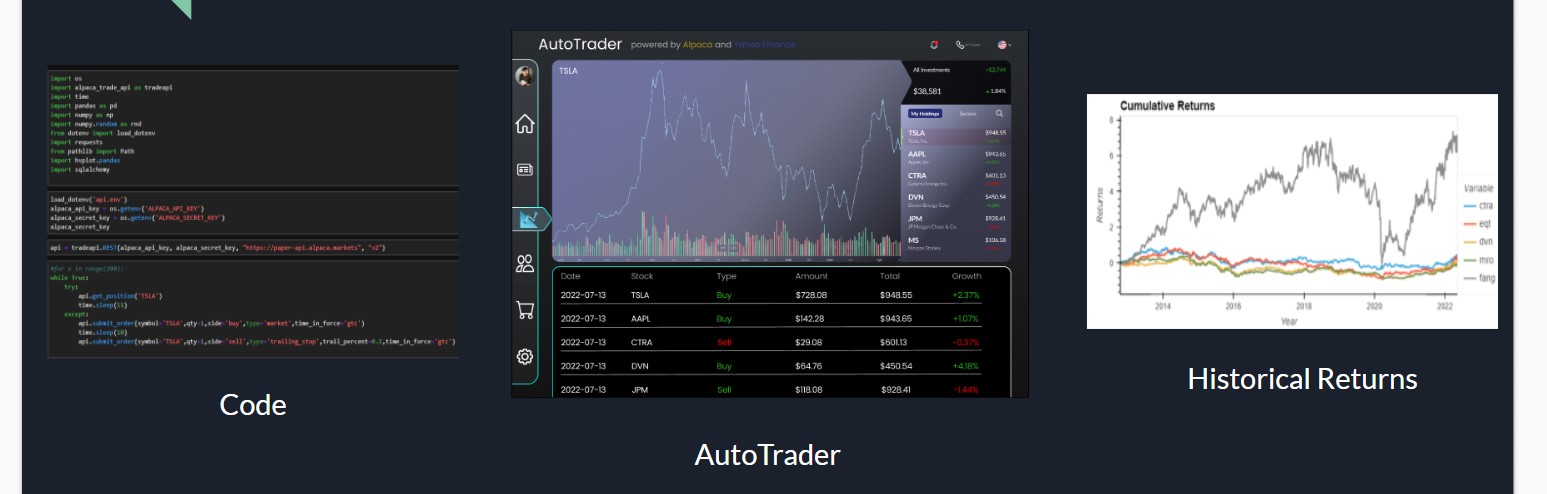 import os
import alpaca_trade_api as tradeapi
import time
import pandas as pd
import numpy as np
import numpy.random as rnd
from dotenv import load_dotenv
import requests
from pathlib import Path
import hvplot.pandas
import sqlalchemy
load_dotenv('api.env')
alpaca_api_key = os.getenv('ALPACA_API_KEY')
alpaca_secret_key = os.getenv('ALPACA_SECRET_KEY')
alpaca_secret_key
api = tradeapi.REST(alpaca_api_key, alpaca_secret_key, "https://paper-api.alpaca.markets", "v2")
#for x in range(200):
while True:
try:
api.get_position("TSLA")
time.sleep(11)
except:
api.submit_order(symbol='TSLA',qty=1,side='buy',type='market',time_in_force='gtc')
time.sleep(10)
api.submit_order(symbol='TSLA',qty=1,side='sell',type='trailing_stop',trail_percent=0.2,time_in_force='gtc')
Code
AutoTrader powered by Alpaca and Yahoo Finance
TSLA
All Investments +$2,744
$38,581 1.84%
My Holdings Sectors
TSLA $948.55
Tesla, Inc.
AAPL $943.65
Apple, Inc.
CTRA $601.13
Coterra Energy Inc.
DVN $450.54
Devon Energy Corp.
JPM $928.41
JP Morgan Chase & Co.
MS $106.58
Morgan Stanley
Date Stock Type Amount Total Growth
2022-07-13 TSLA Buy $728.08 $948.55 +2.37%
2022-07-13 AAPL Buy $142.28 $943.65 +1.07%
2022-07-13 CTRA Sell $29.08 $601.13 -0.37%
2022-07-13 DVN Buy $64.76 $450.54 +4.18%
2022-07-13 JPM Sell $118.08 $928.41 -1.44%
AutoTrader
Cumulative Returns
8
6
4
2
0
Returns
2014 2016 2018 2020 2022
Year
Variable
ctra
eqt
dvn
mro
fang
Historical Returns